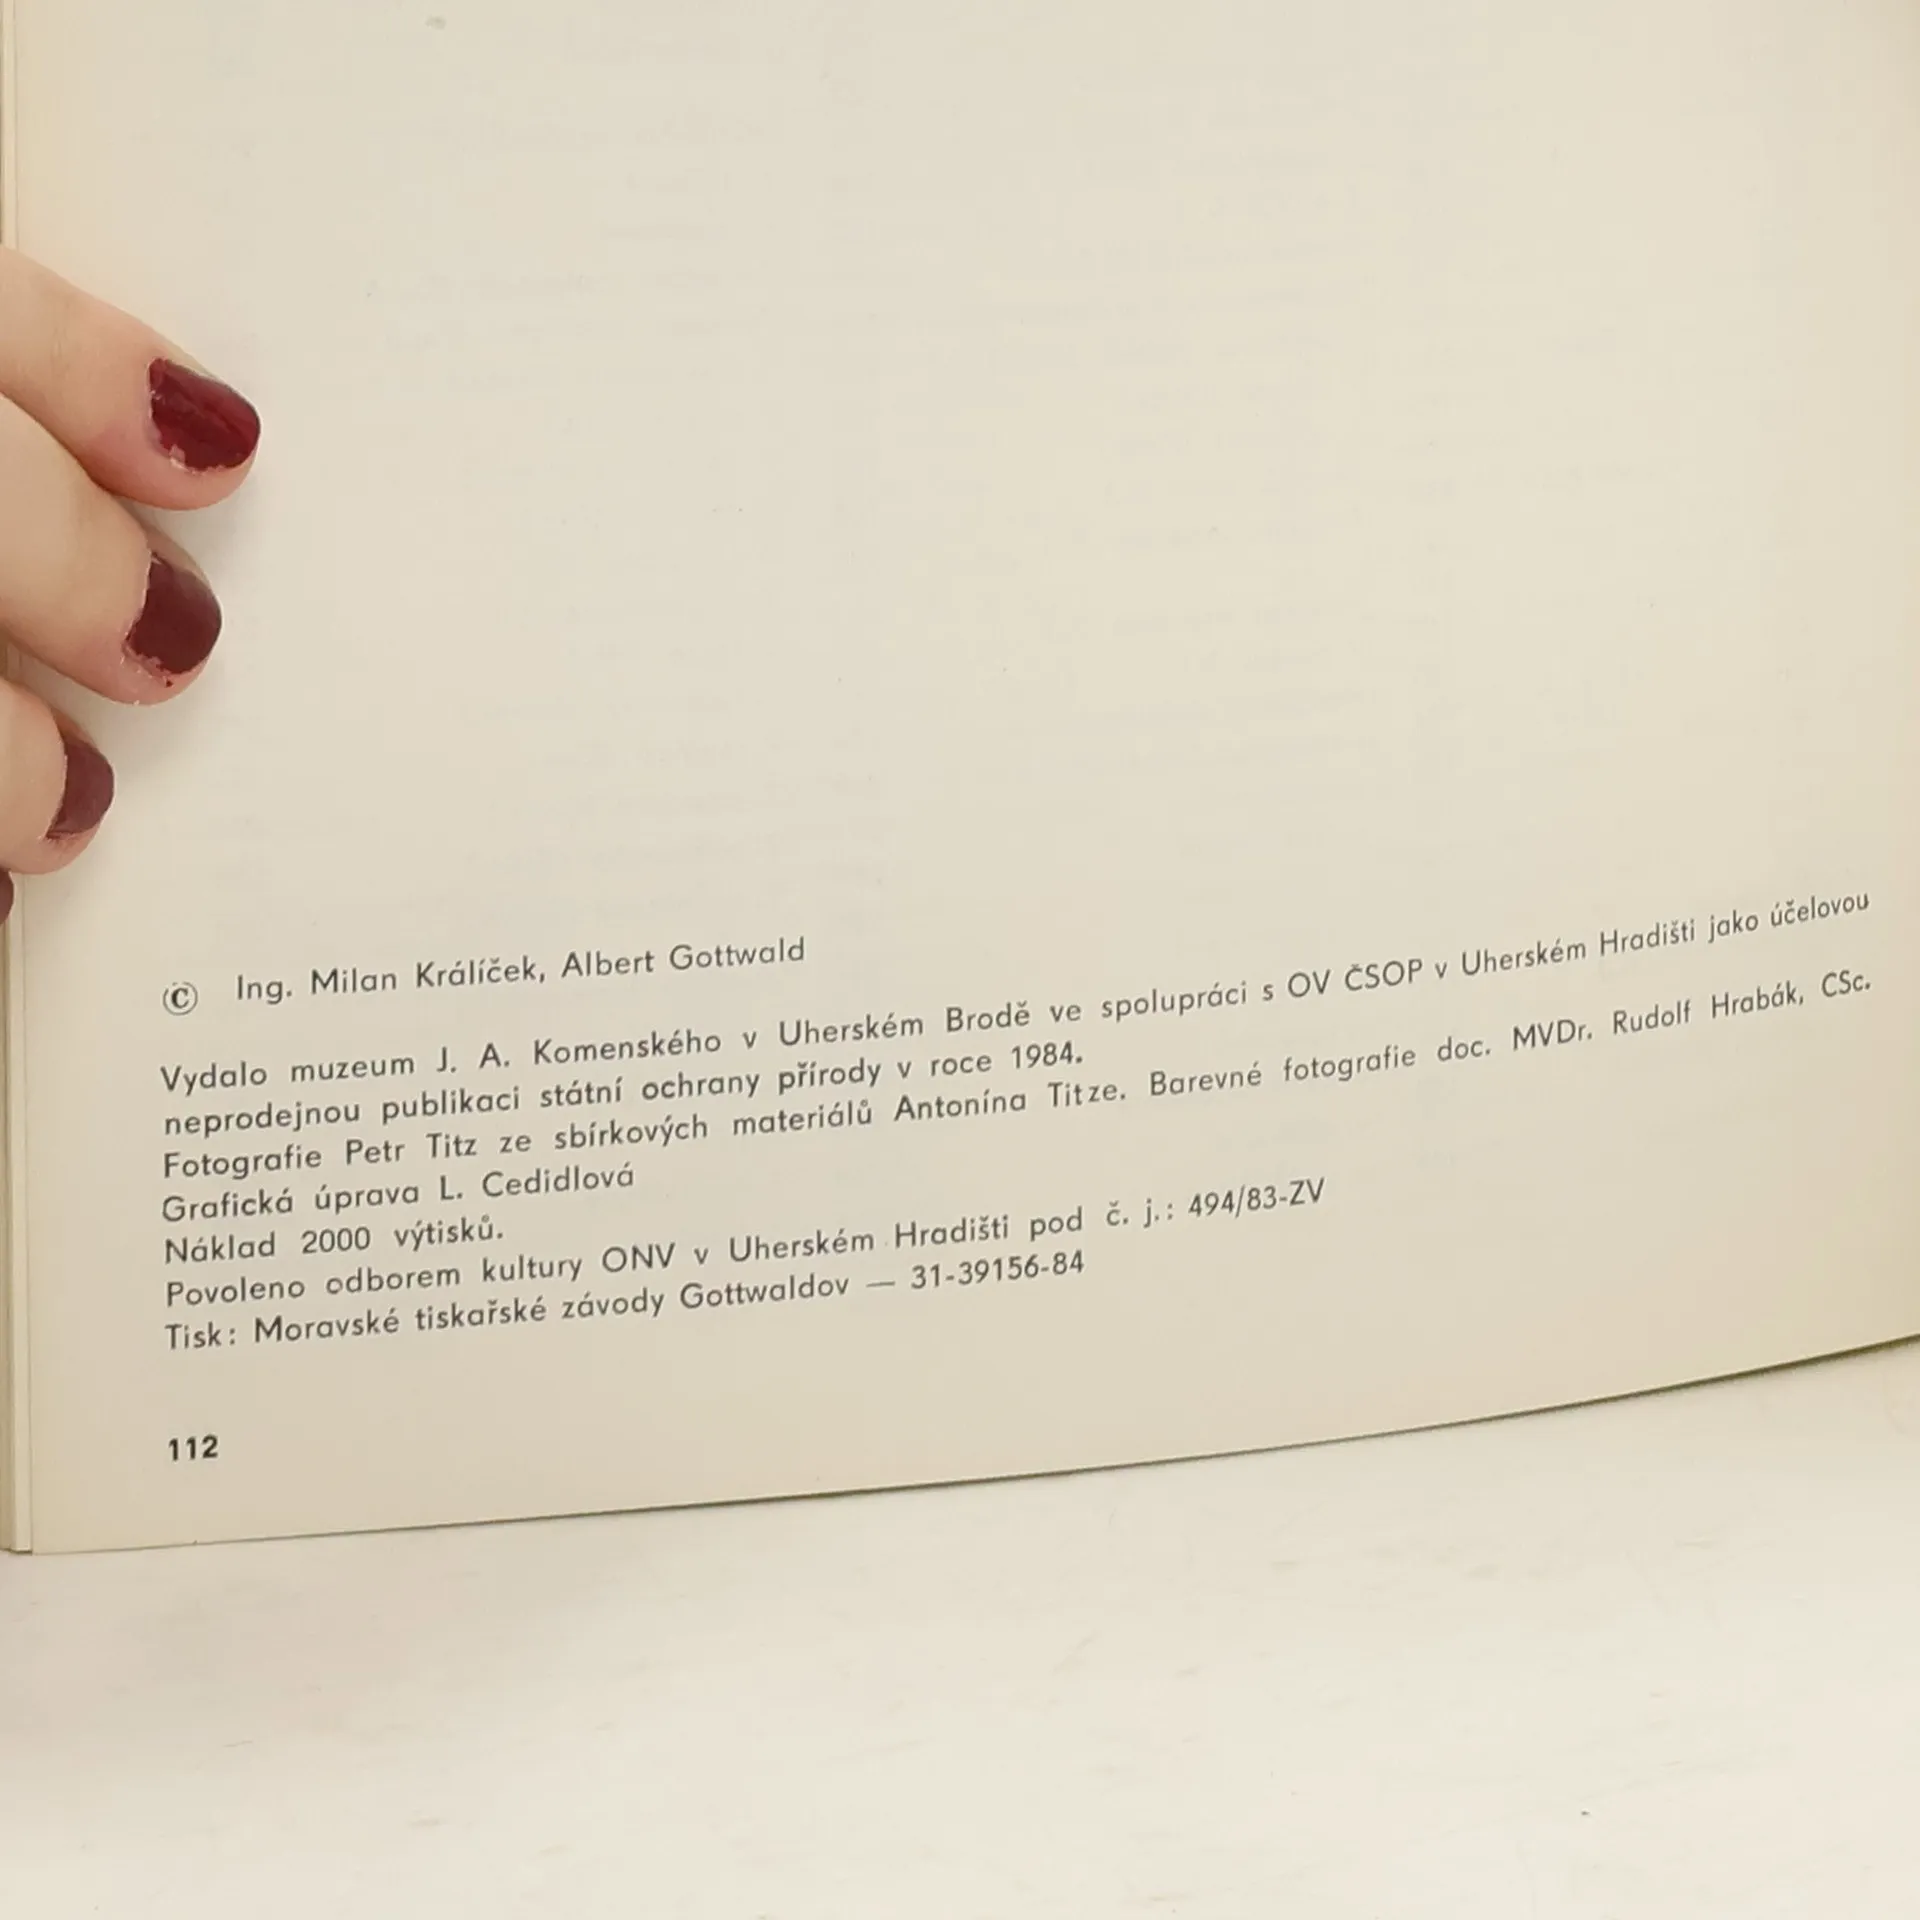 © Ing. Milan Králíček, Albert Gottwald
Vydalo muzeum J. A. Komenského v Uherském Brodě ve spolupráci s OV ČSOP v Uherském Hradišti jako účelovou
neprodejnou publikaci státní ochrany přírody v roce 1984.
Fotografie Petr Titz ze sbírkových materiálů Antonína Titze. Barevné fotografie doc. MVDr. Rudolf Hrabák, CSc.
Grafická úprava L. Cedidlová
Náklad 2000 výtisků.
Povoleno odborem kultury ONV v Uherském Hradišti pod č. j.: 494/83-ZV
Tisk: Moravské tiskařské závody Gottwaldov — 31-39156-84
112